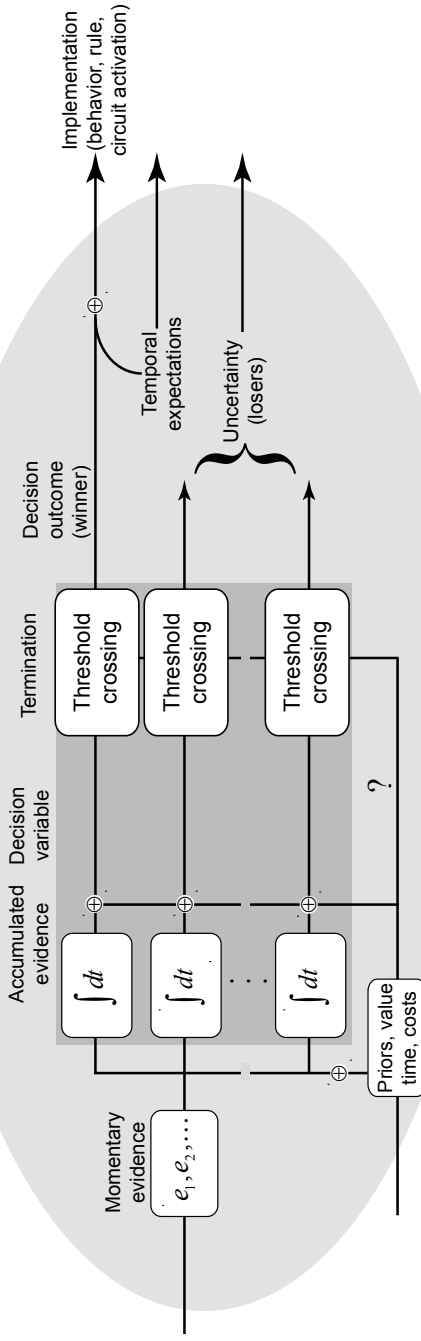 Momentary
evidence
e₁, e₂, ...
Accumulated
evidence
∫ dt
∫ dt
. . .
∫ dt
Decision
variable
Termination
Threshold
crossing
Threshold
crossing
Threshold
crossing
Decision
outcome
(winner)
Temporal
expectations
Uncertainty
(losers)
Implementation
(behavior, rule,
circuit activation)
Priors, value
time, costs
?